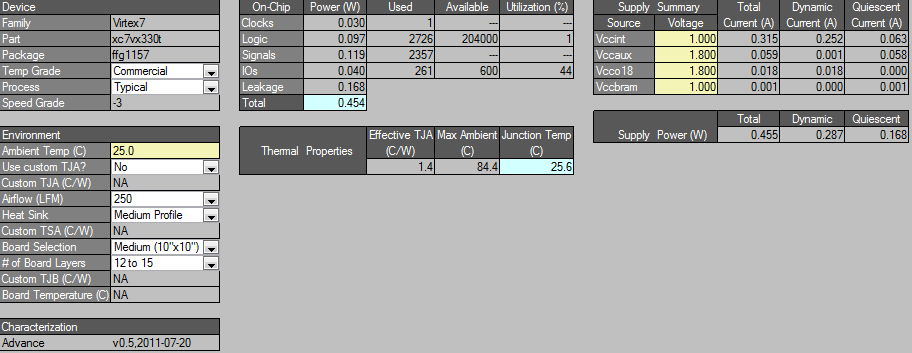 Device
Family Virtex7
Part xc7vx330t
Package ffg1157
Temp Grade Commercial
Process Typical
Speed Grade -3
Environment
Ambient Temp (C) 25.0
Use custom TJA? No
Custom TJA (C/W) NA
Airflow (LFM) 250
Heat Sink Medium Profile
Custom TSA (C/W) NA
Board Selection Medium (10"x10")
# of Board Layers 12 to 15
Custom TJB (C/W) NA
Board Temperature (C) NA
Characterization
Advance v0.5,2011-07-20
On-Chip Power (W) Used Available Utilization (%)
Clocks 0.030 1 --- ---
Logic 0.097 2726 204000 1
Signals 0.119 2357 --- ---
IOs 0.040 261 600 44
Leakage 0.168
Total 0.454
Effective TJA Max Ambient Junction Temp
Thermal Properties (C/W) (C) (C)
1.4 84.4 25.6
Supply Summary Total Dynamic Quiescent
Source Voltage Current (A) Current (A) Current (A)
Vccint 1.000 0.315 0.252 0.063
Vccaux 1.800 0.059 0.001 0.058
Vcco18 1.800 0.018 0.018 0.000
Vccbram 1.000 0.001 0.000 0.001
Total Dynamic Quiescent
Supply Power (W) 0.455 0.287 0.168